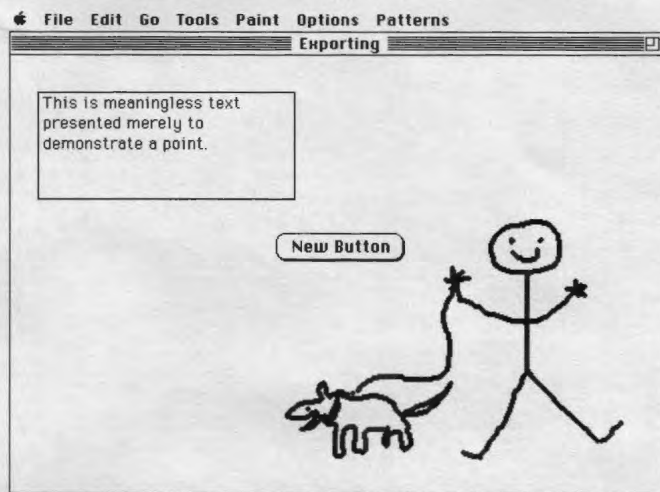 File Edit Go Tools Paint Options Patterns
Exporting
This is meaningless text
presented merely to
demonstrate a point.
New Button